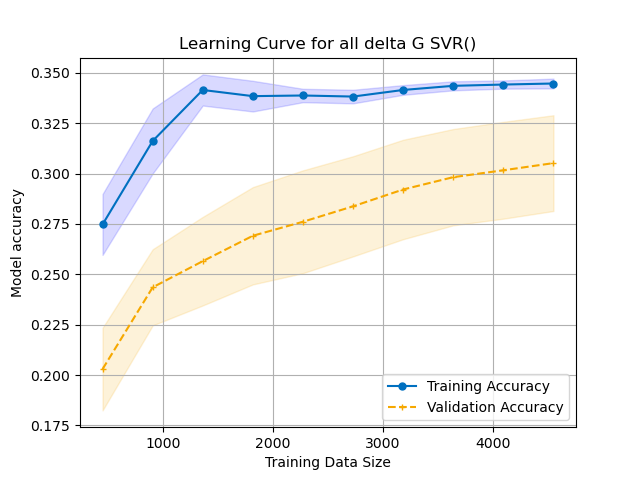 Learning Curve for all delta G SVR()
Model accuracy
0.350
0.325
0.300
0.275
0.250
0.225
0.200
0.175
Training Accuracy
Validation Accuracy
1000 2000 3000 4000
Training Data Size